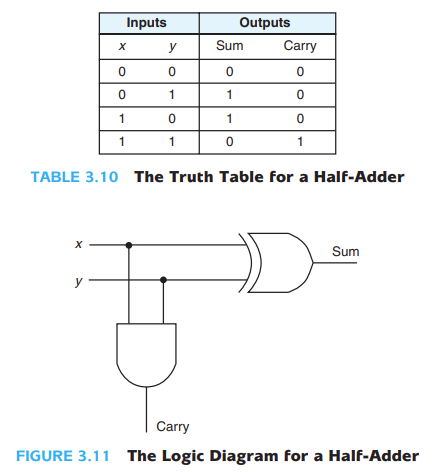 Inputs Outputs
x y Sum Carry
0 0 0 0
0 1 1 0
1 0 1 0
1 1 0 1
TABLE 3.10 The Truth Table for a Half-Adder
x
Sum
y
Carry
FIGURE 3.11 The Logic Diagram for a Half-Adder